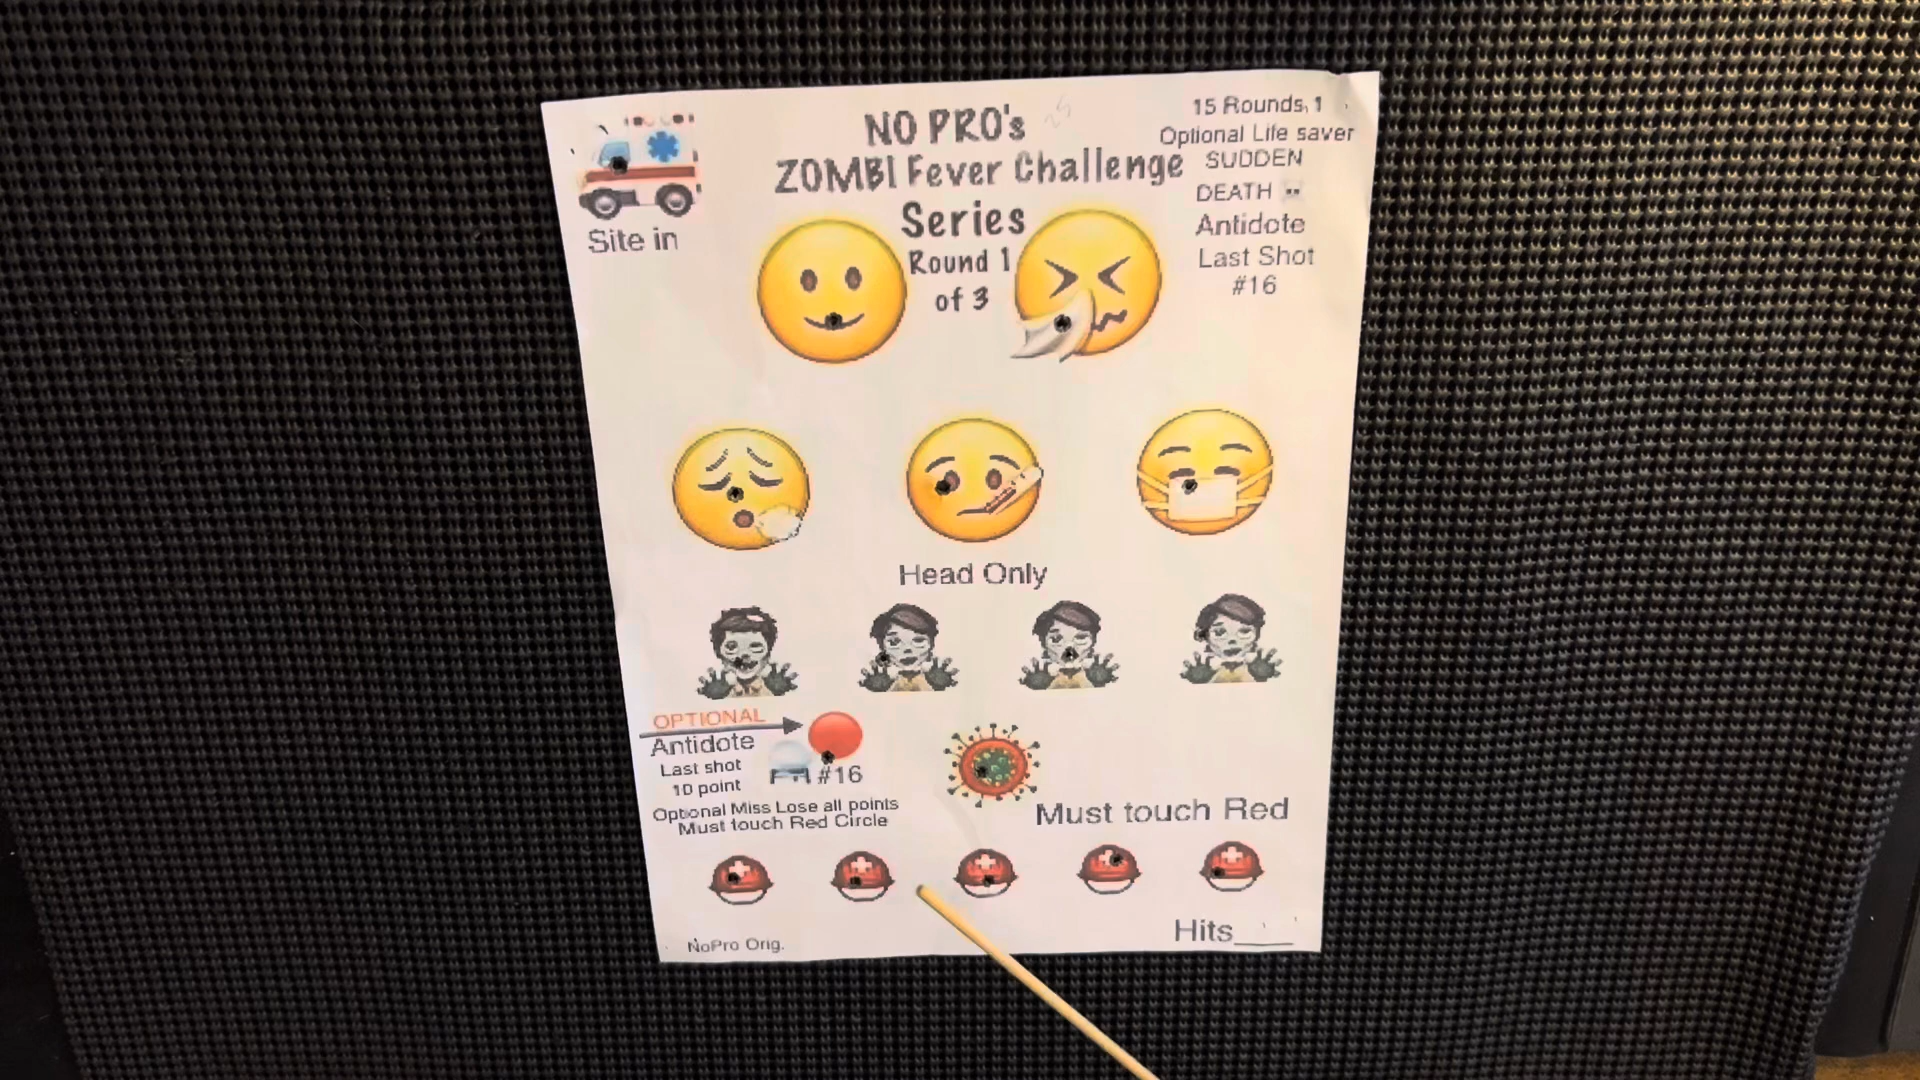 NO PRO's
ZOMBI Fever Challenge
Series
Round 1
of 3
15 Rounds, 1
Optional Life saver
SUDDEN
DEATH
Antidote
Last Shot
#16
Site in
Head Only
OPTIONAL
Antidote
Last shot
10 point
#16
Optional Miss Lose all points
Must touch Red Circle
Must touch Red
Hits____
NoPro Orig.